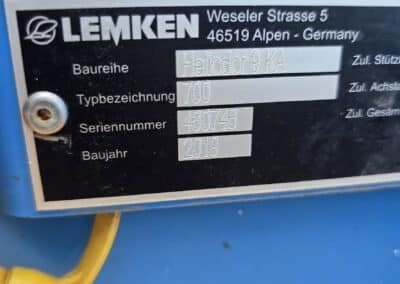 LEMKEN
Weseler Strasse 5
46519 Alpen - Germany
Baureihe Heliodor 9 KA Zul. Stütz
Typbezeichnung 700 Zul. Achsla
Seriennummer Zul. Gesam
Baujahr